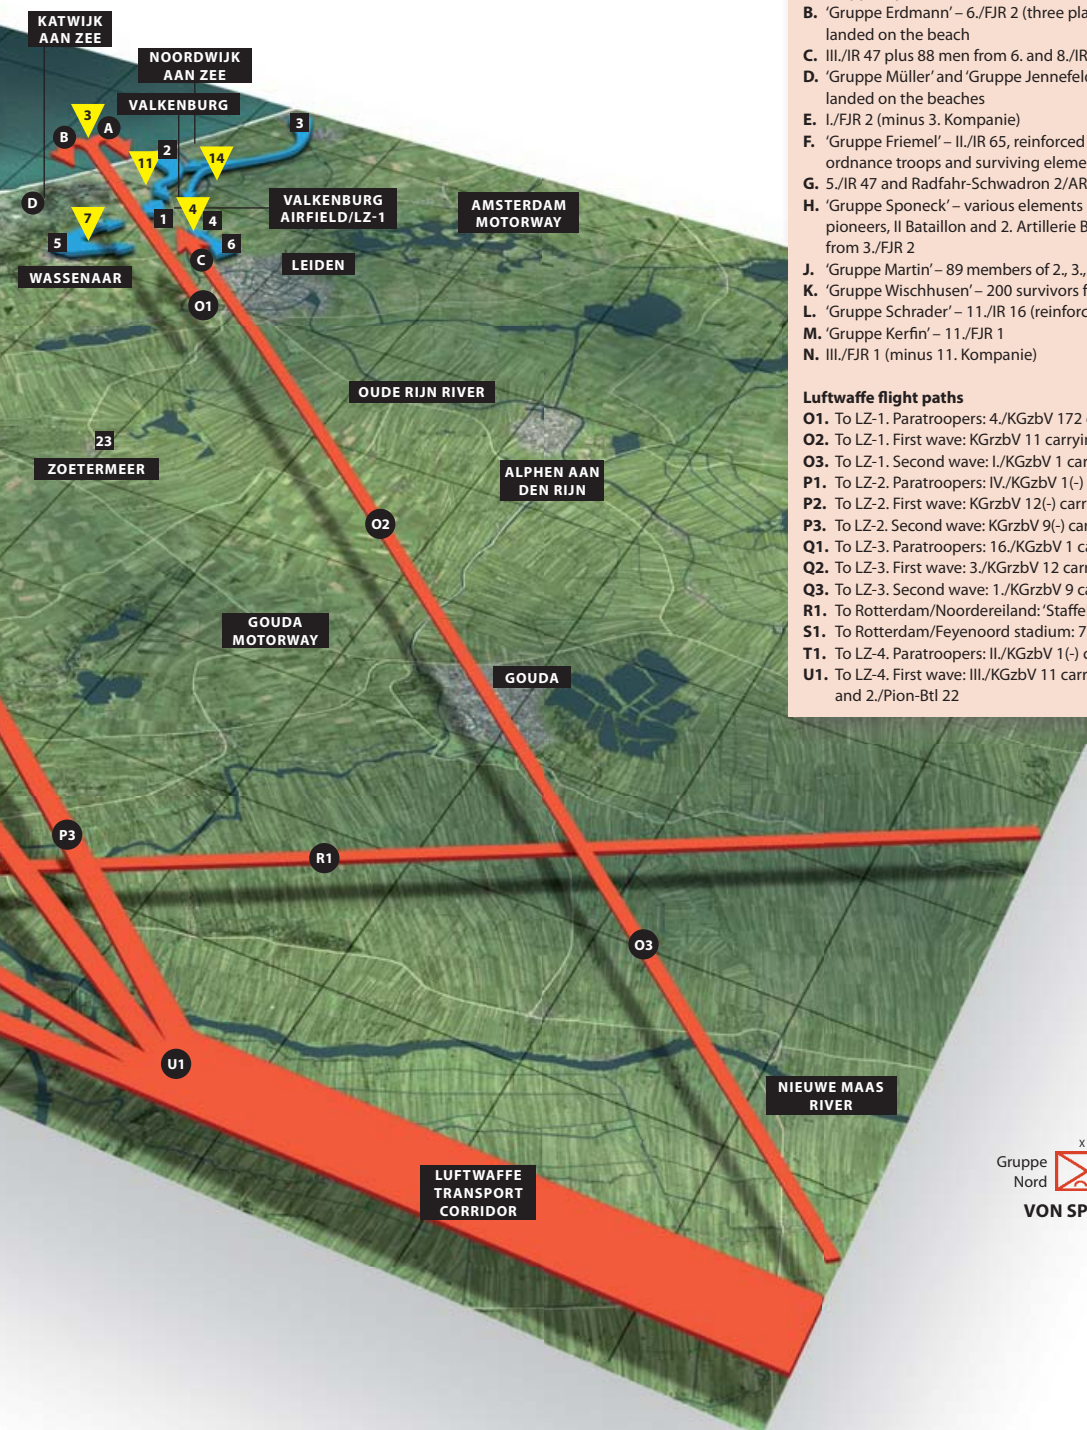 KATWIJK
AAN ZEE
NOORDWIJK
AAN ZEE
VALKENBURG
3
A
B
3
2
11
14
D
7
1
4
4
VALKENBURG
AIRFIELD/LZ-1
AMSTERDAM
MOTORWAY
5
6
C
LEIDEN
WASSENAAR
O1
OUDE RIJN RIVER
23
ZOETERMEER
ALPHEN AAN
DEN RIJN
O2
GOUDA
MOTORWAY
GOUDA
P3
R1
O3
U1
NIEUWE MAAS
RIVER
LUFTWAFFE
TRANSPORT
CORRIDOR
B. ‘Gruppe Erdmann’ – 6./FJR 2 (three pla
landed on the beach
C. III./IR 47 plus 88 men from 6. and 8./IR
D. ‘Gruppe Müller’ and ‘Gruppe Jennefeld
landed on the beaches
E. I./FJR 2 (minus 3. Kompanie)
F. ‘Gruppe Friemel’ – II./IR 65, reinforced
ordnance troops and surviving eleme
G. 5./IR 47 and Radfahr-Schwadron 2/AR
H. ‘Gruppe Sponeck’ – various elements i
pioneers, II Bataillon and 2. Artillerie B
from 3./FJR 2
J. ‘Gruppe Martin’ – 89 members of 2., 3.,
K. ‘Gruppe Wischhusen’ – 200 survivors f
L. ‘Gruppe Schrader’ – 11./IR 16 (reinforc
M. ‘Gruppe Kerfin’ – 11./FJR 1
N. III./FJR 1 (minus 11. Kompanie)
Luftwaffe flight paths
O1. To LZ-1. Paratroopers: 4./KGzbV 172 c
O2. To LZ-1. First wave: KGrzbV 11 carryin
O3. To LZ-1. Second wave: I./KGzbV 1 car
P1. To LZ-2. Paratroopers: IV./KGzbV 1(-)
P2. To LZ-2. First wave: KGrzbV 12(-) carr
P3. To LZ-2. Second wave: KGrzbV 9(-) car
Q1. To LZ-3. Paratroopers: 16./KGzbV 1 ca
Q2. To LZ-3. First wave: 3./KGrzbV 12 carr
Q3. To LZ-3. Second wave: 1./KGrzbV 9 ca
R1. To Rotterdam/Noordereiland: ‘Staffe
S1. To Rotterdam/Feyenoord stadium: 7
T1. To LZ-4. Paratroopers: II./KGzbV 1(-) c
U1. To LZ-4. First wave: III./KGzbV 11 carr
and 2./Pion-Btl 22
x
Gruppe
Nord
VON SP